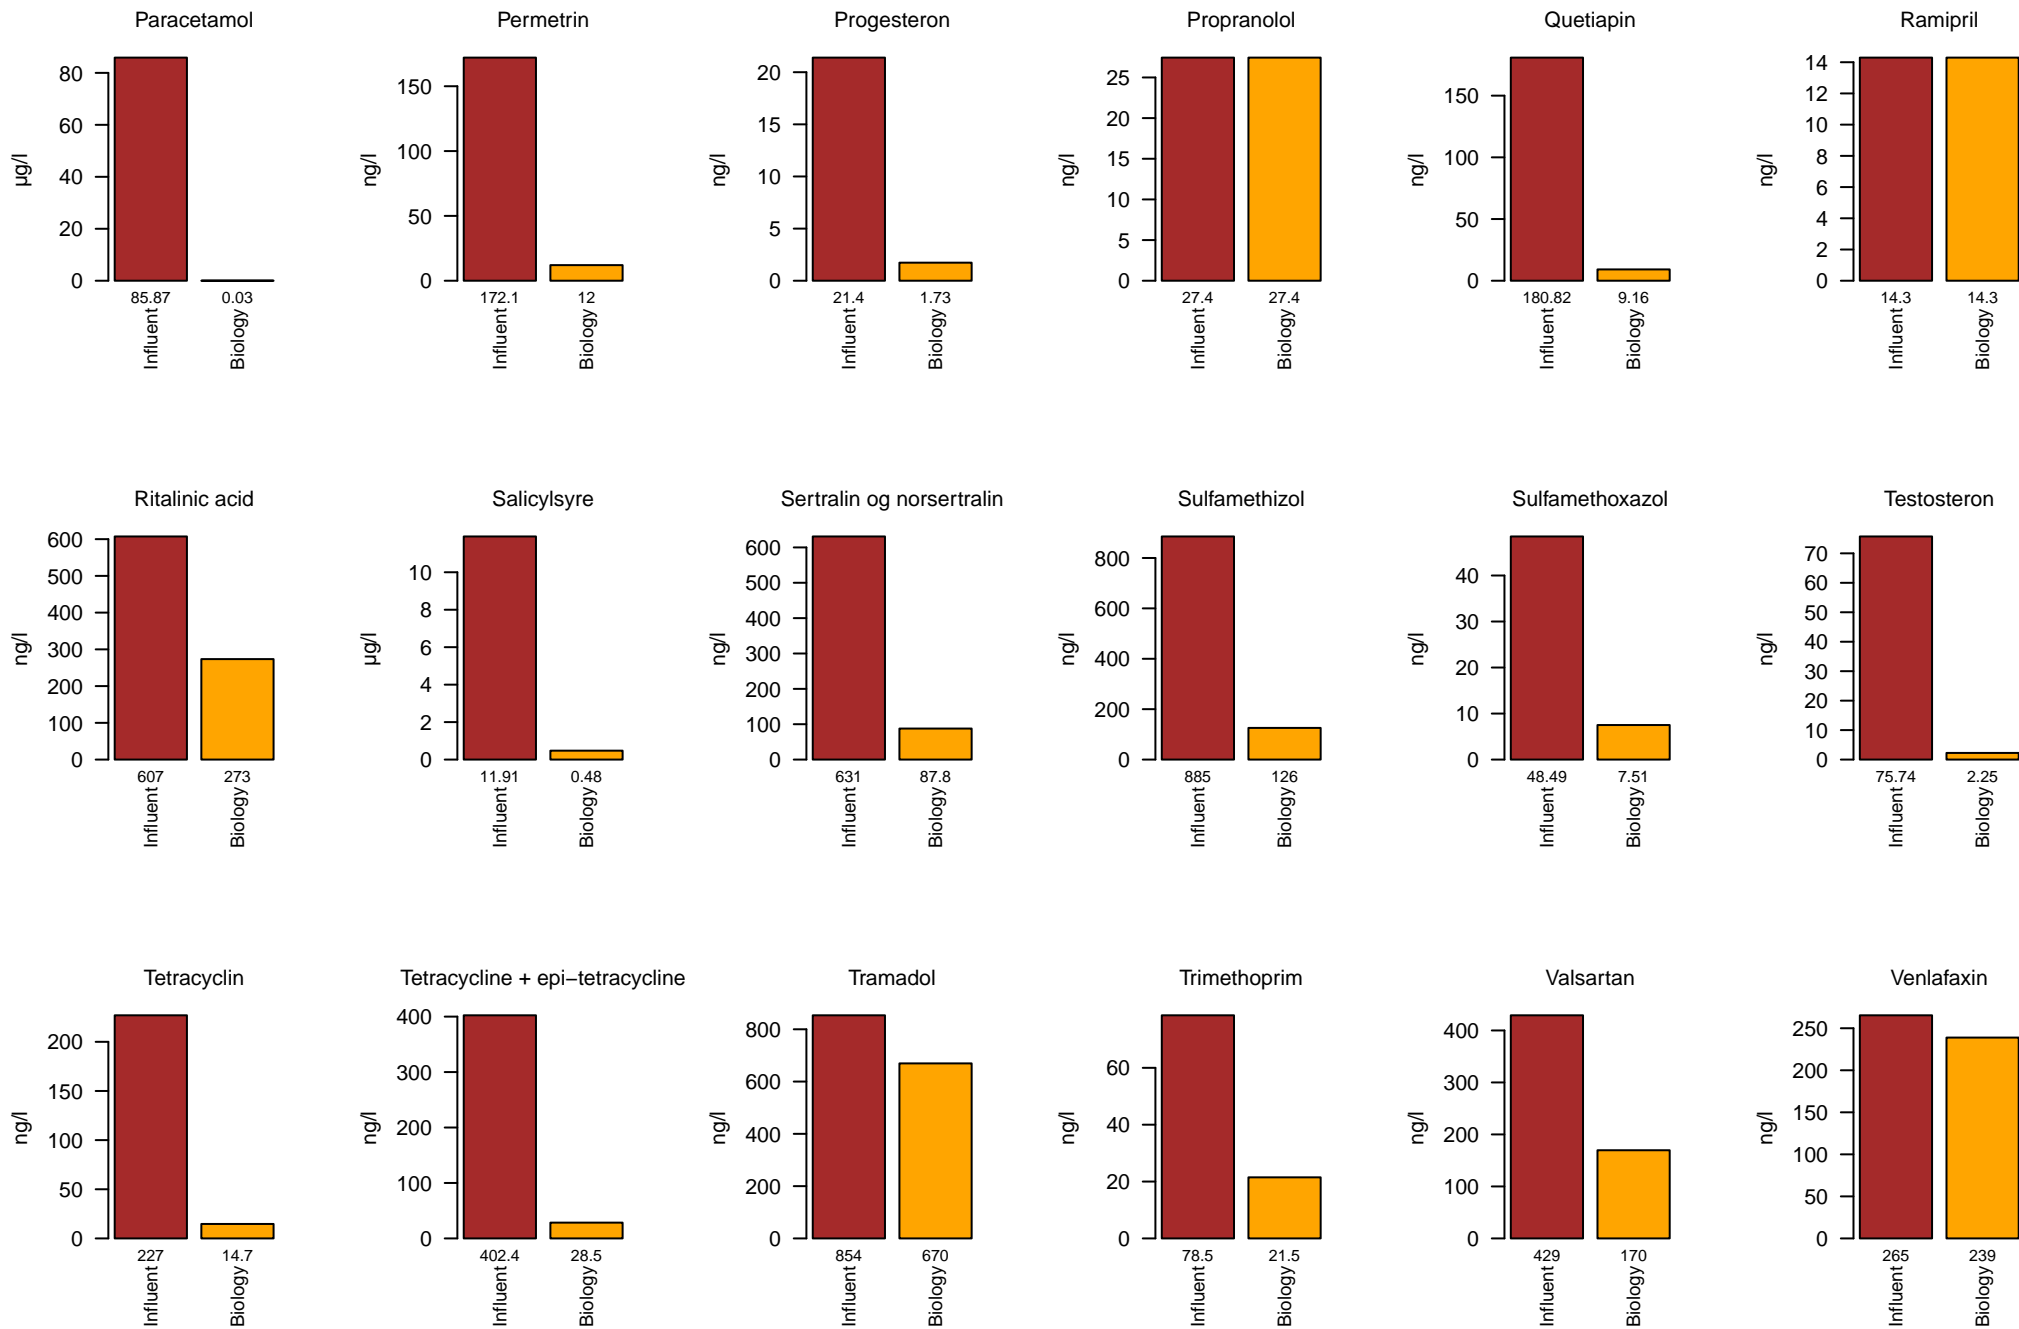 Paracetamol
µg/l
80
60
40
20
0
85.87 0.03
Influent Biology
Permetrin
ng/l
150
100
50
0
172.1 12
Influent Biology
Progesteron
ng/l
20
15
10
5
0
21.4 1.73
Influent Biology
Propranolol
ng/l
25
20
15
10
5
0
27.4 27.4
Influent Biology
Quetiapin
ng/l
150
100
50
0
180.82 9.16
Influent Biology
Ramipril
ng/l
14
12
10
8
6
4
2
0
14.3 14.3
Influent Biology
Ritalinic acid
ng/l
600
500
400
300
200
100
0
607 273
Influent Biology
Salicylsyre
µg/l
10
8
6
4
2
0
11.91 0.48
Influent Biology
Sertralin og norsertralin
ng/l
600
500
400
300
200
100
0
631 87.8
Influent Biology
Sulfamethizol
ng/l
800
600
400
200
0
885 126
Influent Biology
Sulfamethoxazol
ng/l
40
30
20
10
0
48.49 7.51
Influent Biology
Testosteron
ng/l
70
60
50
40
30
20
10
0
75.74 2.25
Influent Biology
Tetracyclin
ng/l
200
150
100
50
0
227 14.7
Influent Biology
Tetracycline + epi−tetracycline
ng/l
400
300
200
100
0
402.4 28.5
Influent Biology
Tramadol
ng/l
800
600
400
200
0
854 670
Influent Biology
Trimethoprim
ng/l
60
40
20
0
78.5 21.5
Influent Biology
Valsartan
ng/l
400
300
200
100
0
429 170
Influent Biology
Venlafaxin
ng/l
250
200
150
100
50
0
265 239
Influent Biology